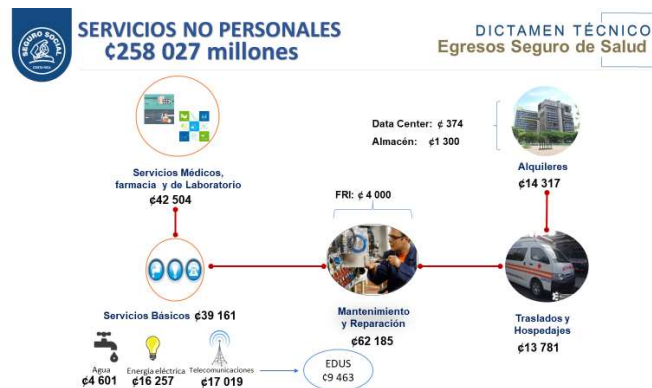 SEGURO SOCIAL
SERVICIOS NO PERSONALES
¢258 027 millones
DICTAMEN TÉCNICO
Egresos Seguro de Salud
Data Center: ¢ 374
Almacén: ¢1 300
Servicios Médicos,
farmacia y de Laboratorio
¢42 504
Alquileres
¢14 317
FRI: ¢ 4 000
Servicios Básicos ¢39 161
Mantenimiento
y Reparación
¢62 185
Traslados y
Hospedajes
¢13 781
Agua
¢4 601
Energía eléctrica
¢16 257
Telecomunicaciones
¢17 019
EDUS
¢9 463